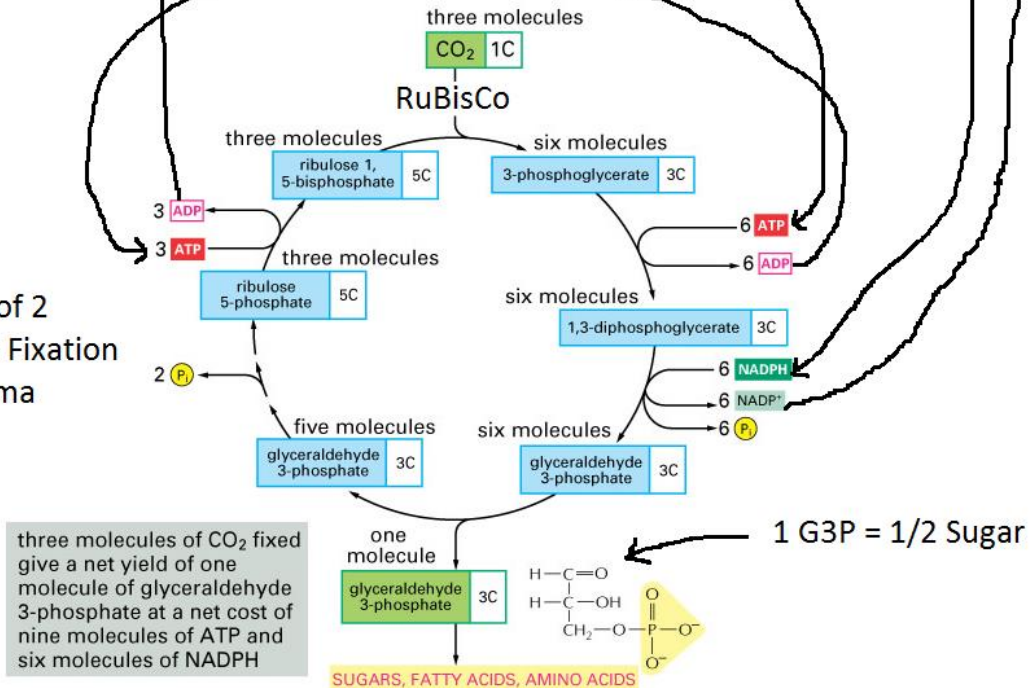 three molecules
CO₂ 1C
RuBisCo
three molecules
ribulose 1,
5-bisphosphate
5C
six molecules
3-phosphoglycerate 3C
3 ADP
3 ATP
6 ATP
6 ADP
three molecules
ribulose
5-phosphate
5C
six molecules
1,3-diphosphoglycerate 3C
of 2
Fixation
ma
2 Pᵢ
6 NADPH
6 NADP⁺
6 Pᵢ
five molecules
glyceraldehyde
3-phosphate
3C
six molecules
glyceraldehyde
3-phosphate
3C
three molecules of CO₂ fixed
give a net yield of one
molecule of glyceraldehyde
3-phosphate at a net cost of
nine molecules of ATP and
six molecules of NADPH
one
molecule
glyceraldehyde
3-phosphate
3C
1 G3P = 1/2 Sugar
H—C=O
H—C—OH
O
CH₂—O—P—O⁻
O⁻
SUGARS, FATTY ACIDS, AMINO ACIDS